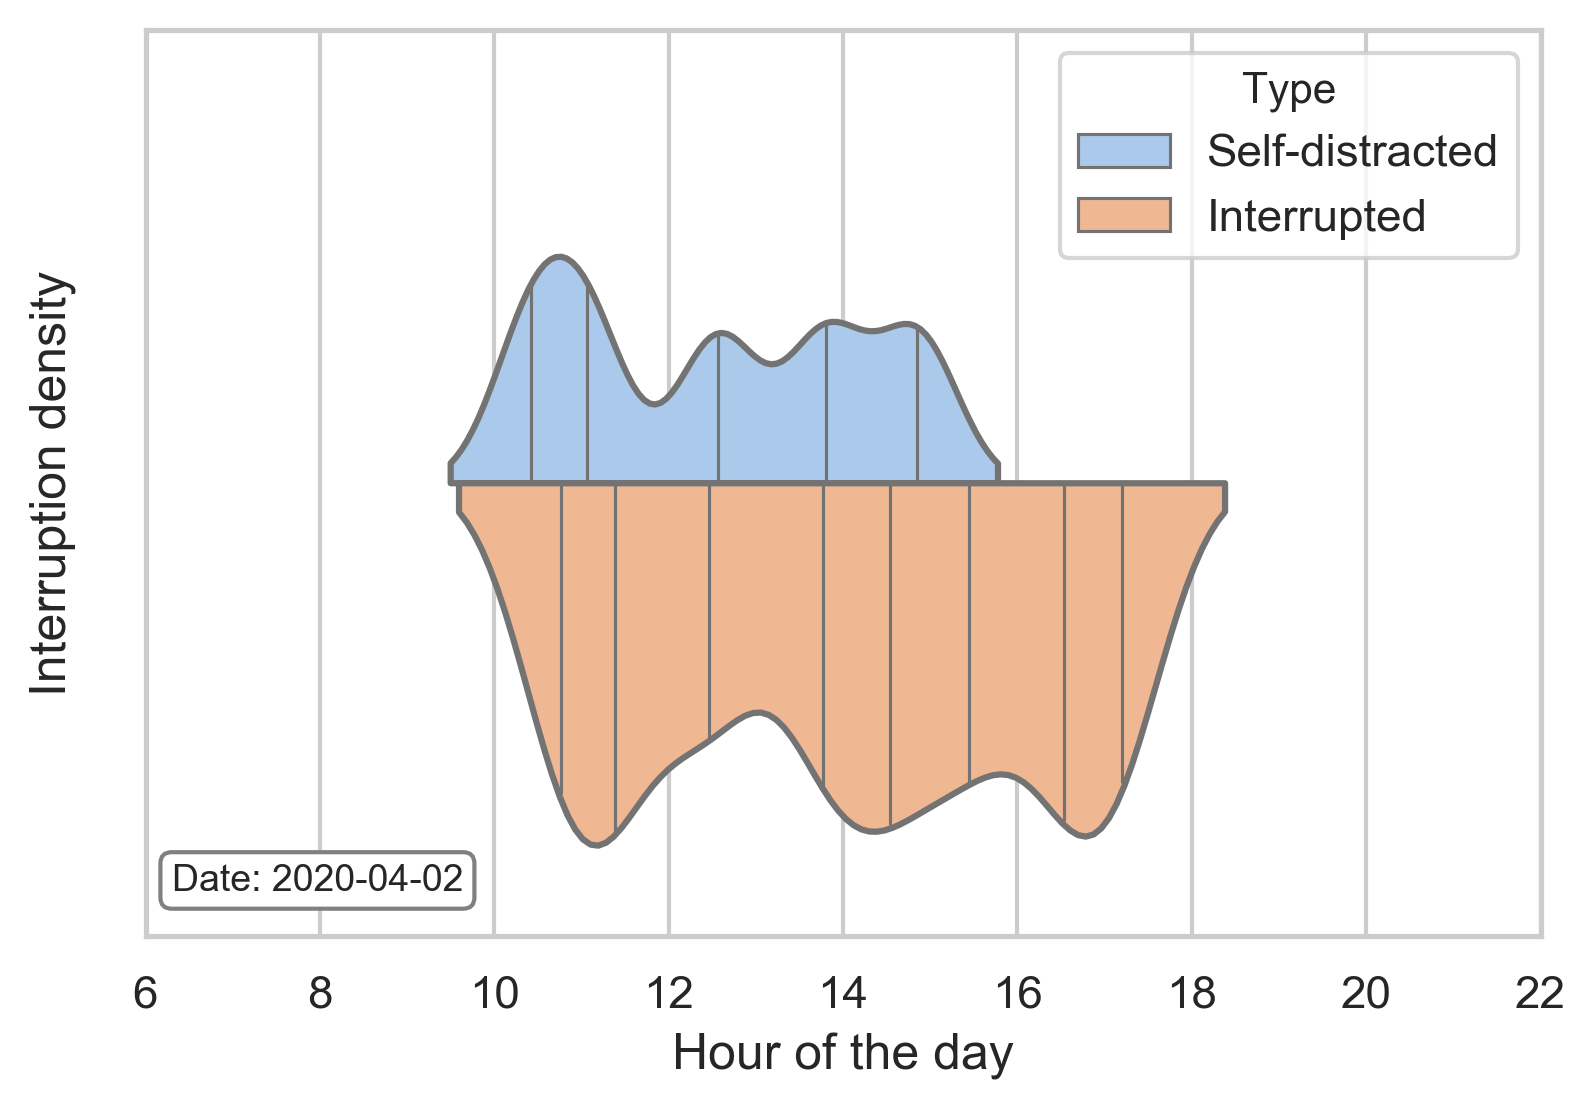 Type
Self-distracted
Interrupted
Interruption density
Date: 2020-04-02
6 8 10 12 14 16 18 20 22
Hour of the day